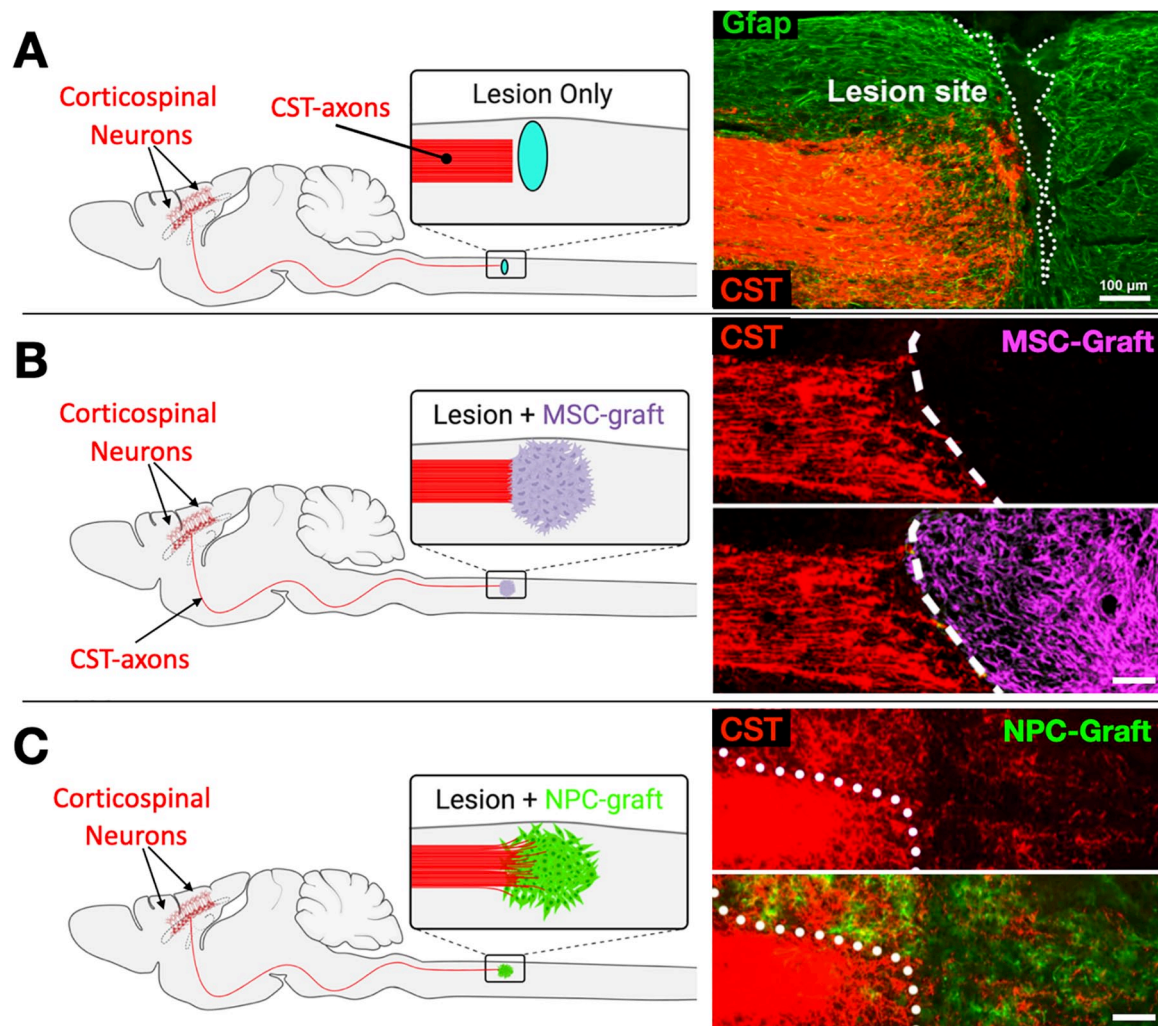 A
Corticospinal
Neurons
CST-axons
Lesion Only
Gfap
Lesion site
CST
100 µm
B
Corticospinal
Neurons
CST-axons
Lesion + MSC-graft
CST
MSC-Graft
C
Corticospinal
Neurons
Lesion + NPC-graft
CST
NPC-Graft